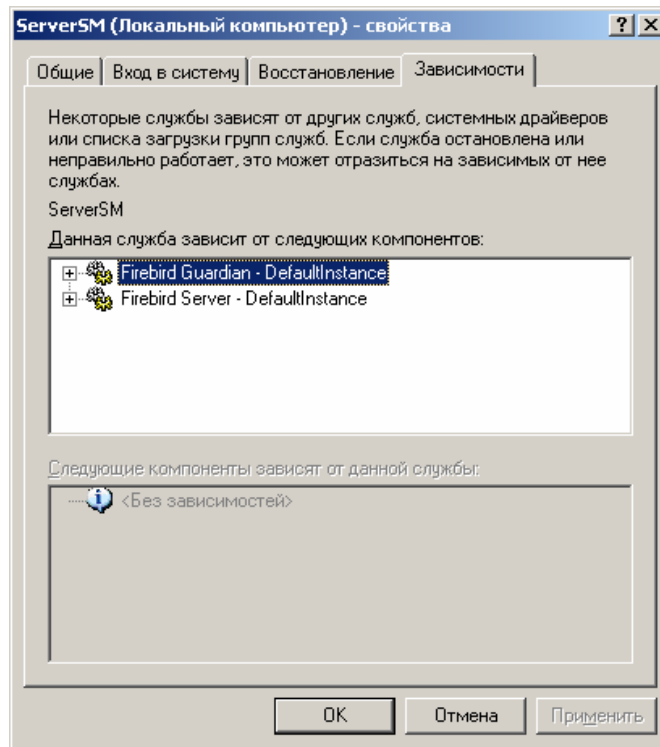 ServerSM (Локальный компьютер) - свойства
Общие Вход в систему Восстановление Зависимости
Некоторые службы зависят от других служб, системных драйверов
или списка загрузки групп служб. Если служба остановлена или
неправильно работает, это может отразиться на зависимых от нее
службах.
ServerSM
Данная служба зависит от следующих компонентов:
Firebird Guardian - DefaultInstance
Firebird Server - DefaultInstance
Следующие компоненты зависят от данной службы:
<Без зависимостей>
OK Отмена Применить